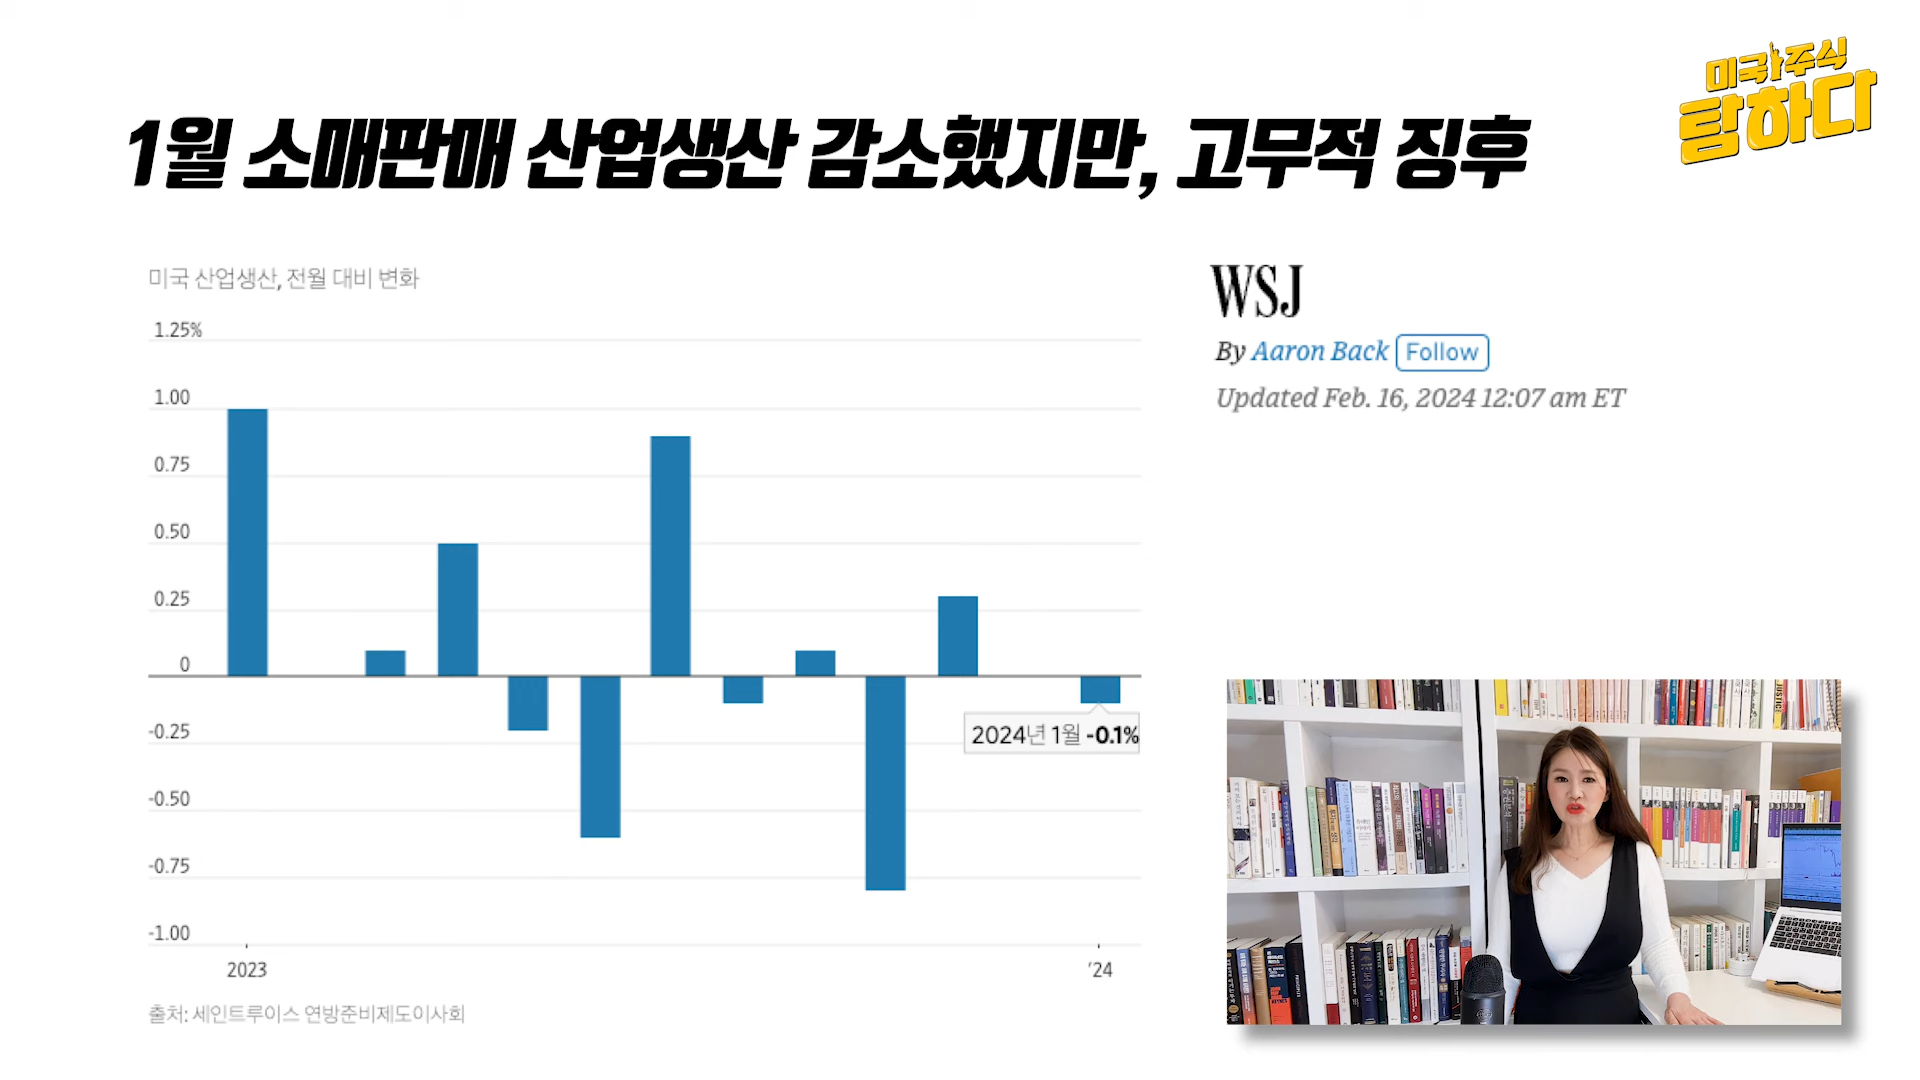 미국주식
탐하다
1월 소매판매 산업생산 감소했지만, 고무적 징후
미국 산업생산, 전월 대비 변화
1.25%
1.00
0.75
0.50
0.25
0
-0.25
-0.50
-0.75
-1.00
2024년 1월 -0.1%
2023
'24
출처: 세인트루이스 연방준비제도이사회
WSJ
By Aaron Back Follow
Updated Feb. 16, 2024 12:07 am ET